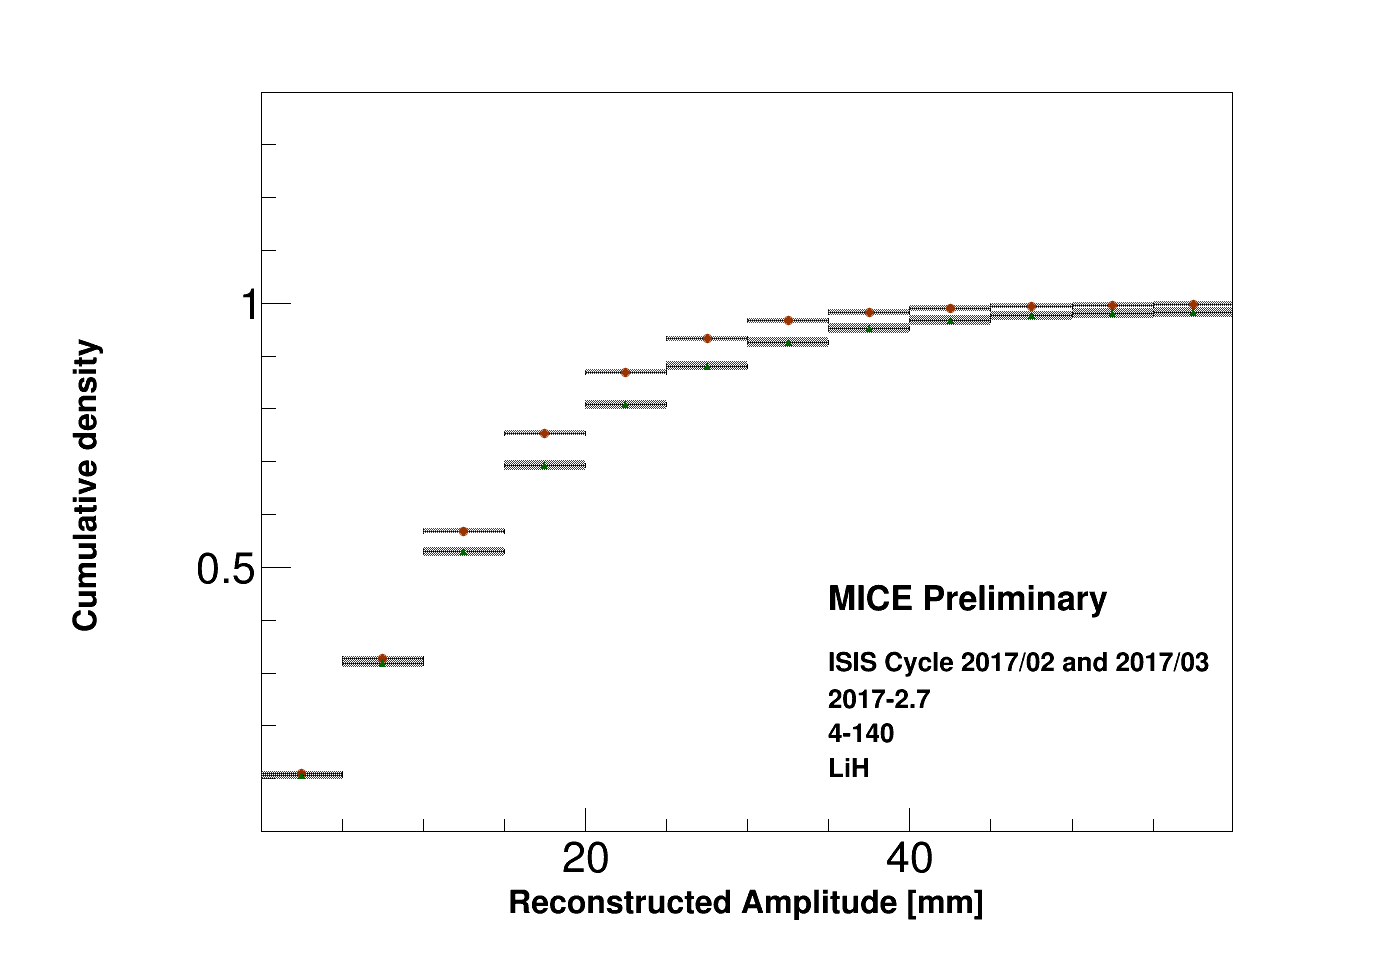 1
0.5
Cumulative density
MICE Preliminary
ISIS Cycle 2017/02 and 2017/03
2017-2.7
4-140
LiH
20 40
Reconstructed Amplitude [mm]